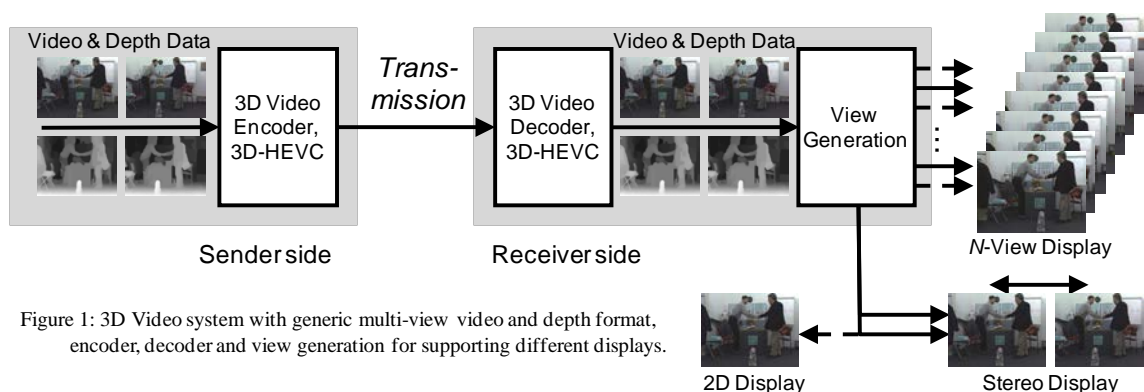 Video & Depth Data
3D Video
Encoder,
3D-HEVC
Trans-
mission
Video & Depth Data
3D Video
Decoder,
3D-HEVC
View
Generation
Sender side
Receiver side
N-View Display
2D Display
Stereo Display
Figure 1: 3D Video system with generic multi-view video and depth format,
encoder, decoder and view generation for supporting different displays.